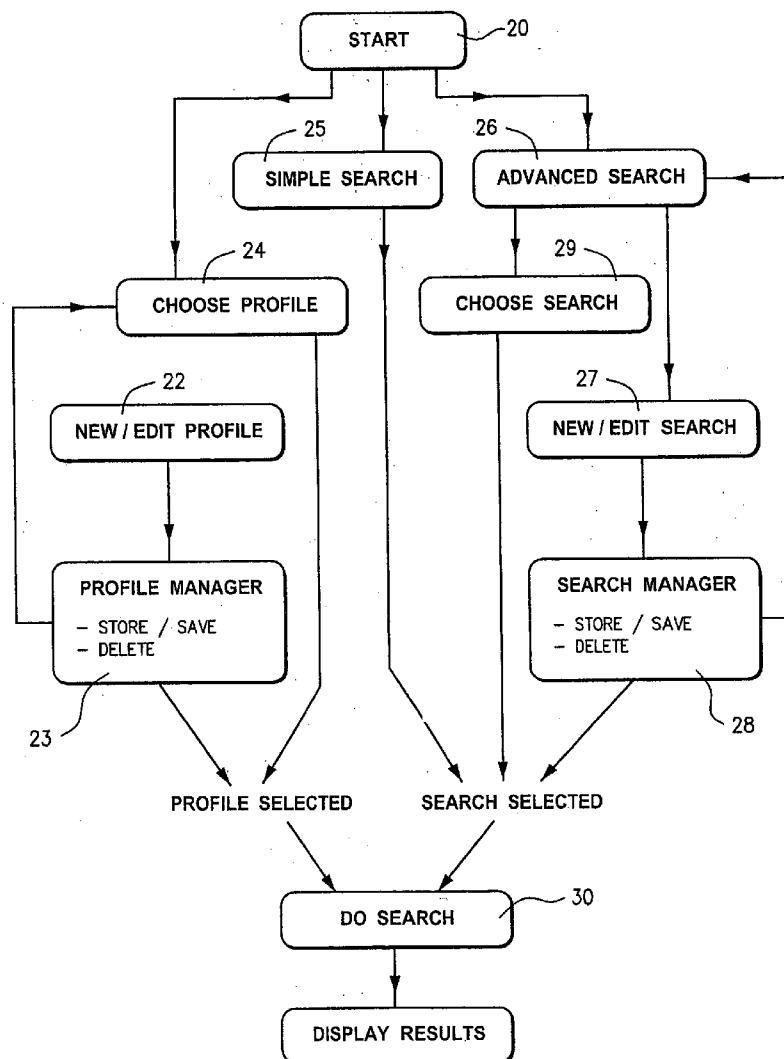 START
20
25
26
SIMPLE SEARCH
ADVANCED SEARCH
24
29
CHOOSE PROFILE
CHOOSE SEARCH
22
27
NEW / EDIT PROFILE
NEW / EDIT SEARCH
PROFILE MANAGER
– STORE / SAVE
– DELETE
SEARCH MANAGER
– STORE / SAVE
– DELETE
23
28
PROFILE SELECTED
SEARCH SELECTED
DO SEARCH
30
DISPLAY RESULTS